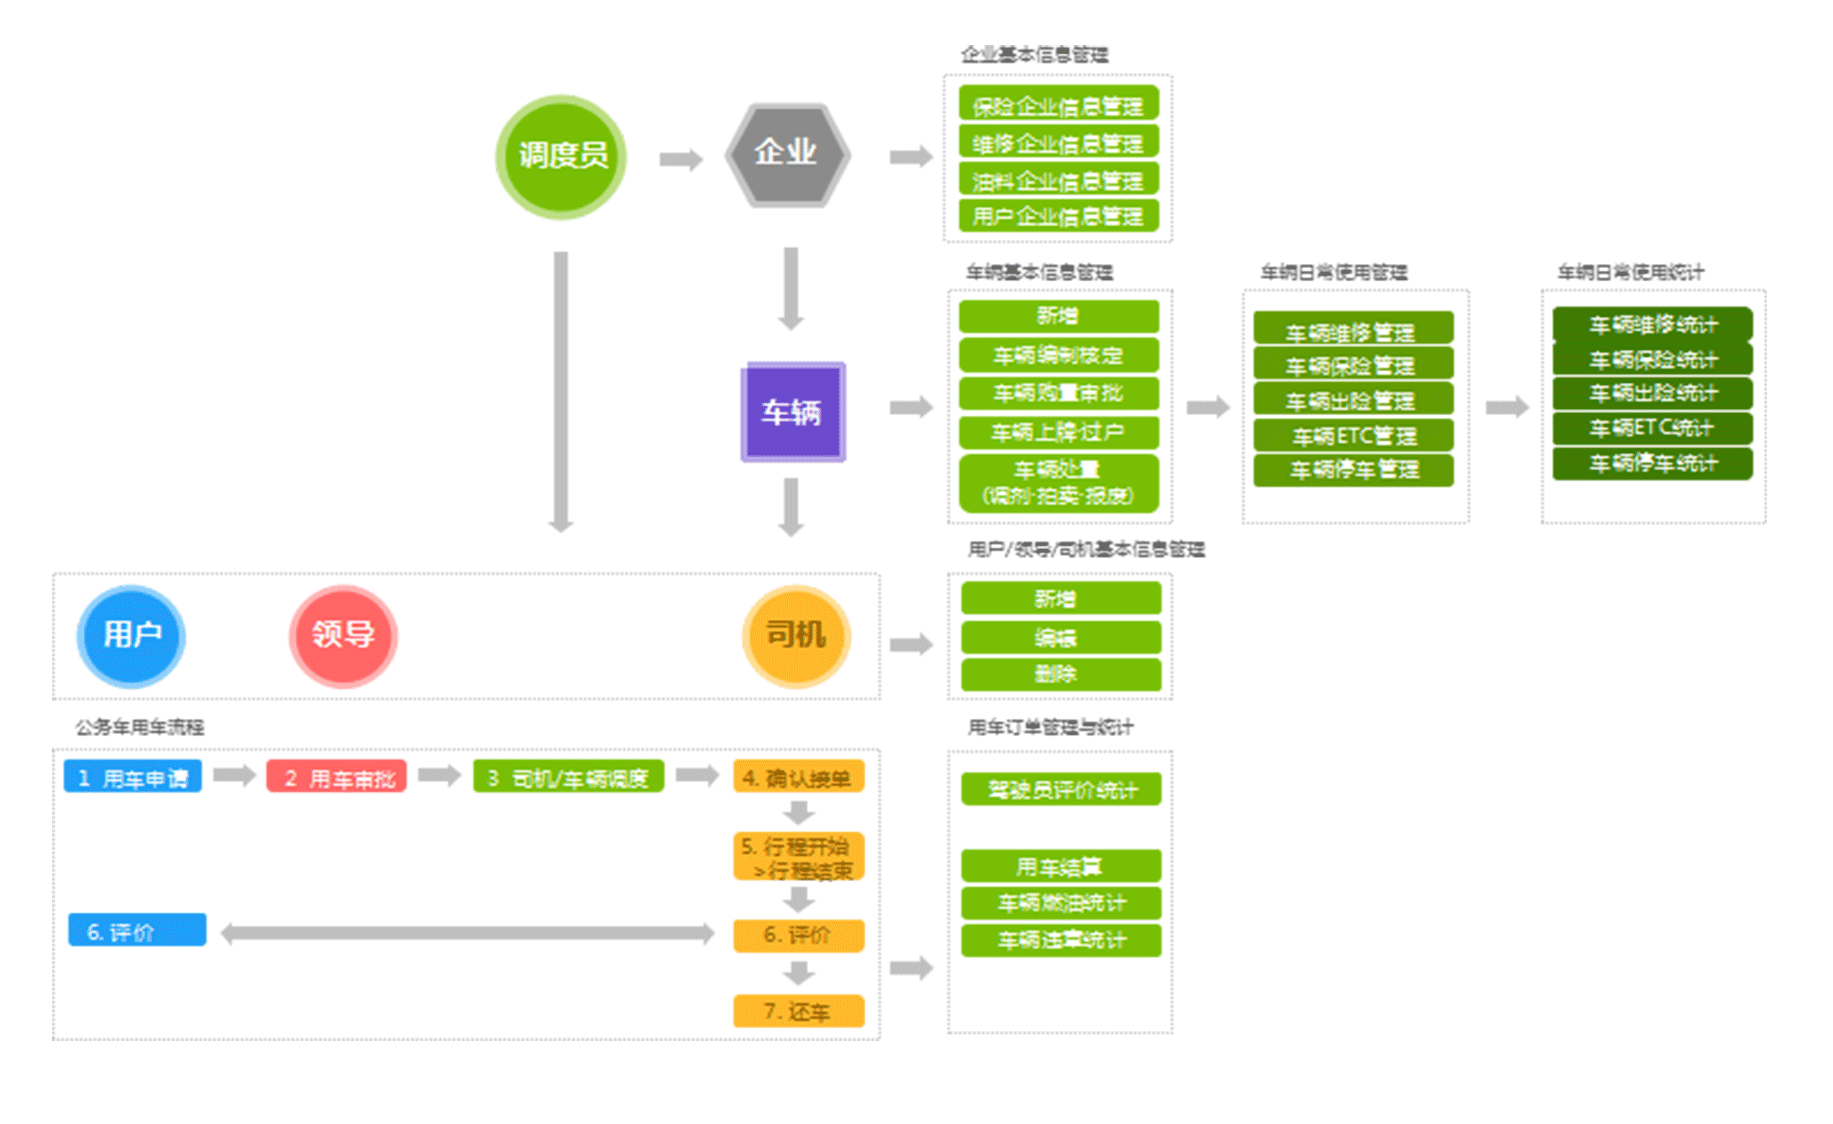 企业基本信息管理
调度员
企业
保险企业信息管理
维修企业信息管理
油料企业信息管理
用户企业信息管理
车辆基本信息管理
车辆日常使用管理
车辆日常使用统计
车辆
新增
车辆编制核定
车辆购置审批
车辆上牌·过户
车辆处置
(调剂·拍卖·报废)
车辆维修管理
车辆保险管理
车辆出险管理
车辆ETC管理
车辆停车管理
车辆维修统计
车辆保险统计
车辆出险统计
车辆ETC统计
车辆停车统计
用户/领导/司机基本信息管理
用户
领导
司机
新增
编辑
删除
公务车用车流程
用车订单管理与统计
1 用车申请
2 用车审批
3 司机/车辆调度
4. 确认接单
5. 行程开始
>行程结束
6. 评价
6. 评价
7. 还车
驾驶员评价统计
用车结算
车辆燃油统计
车辆违章统计